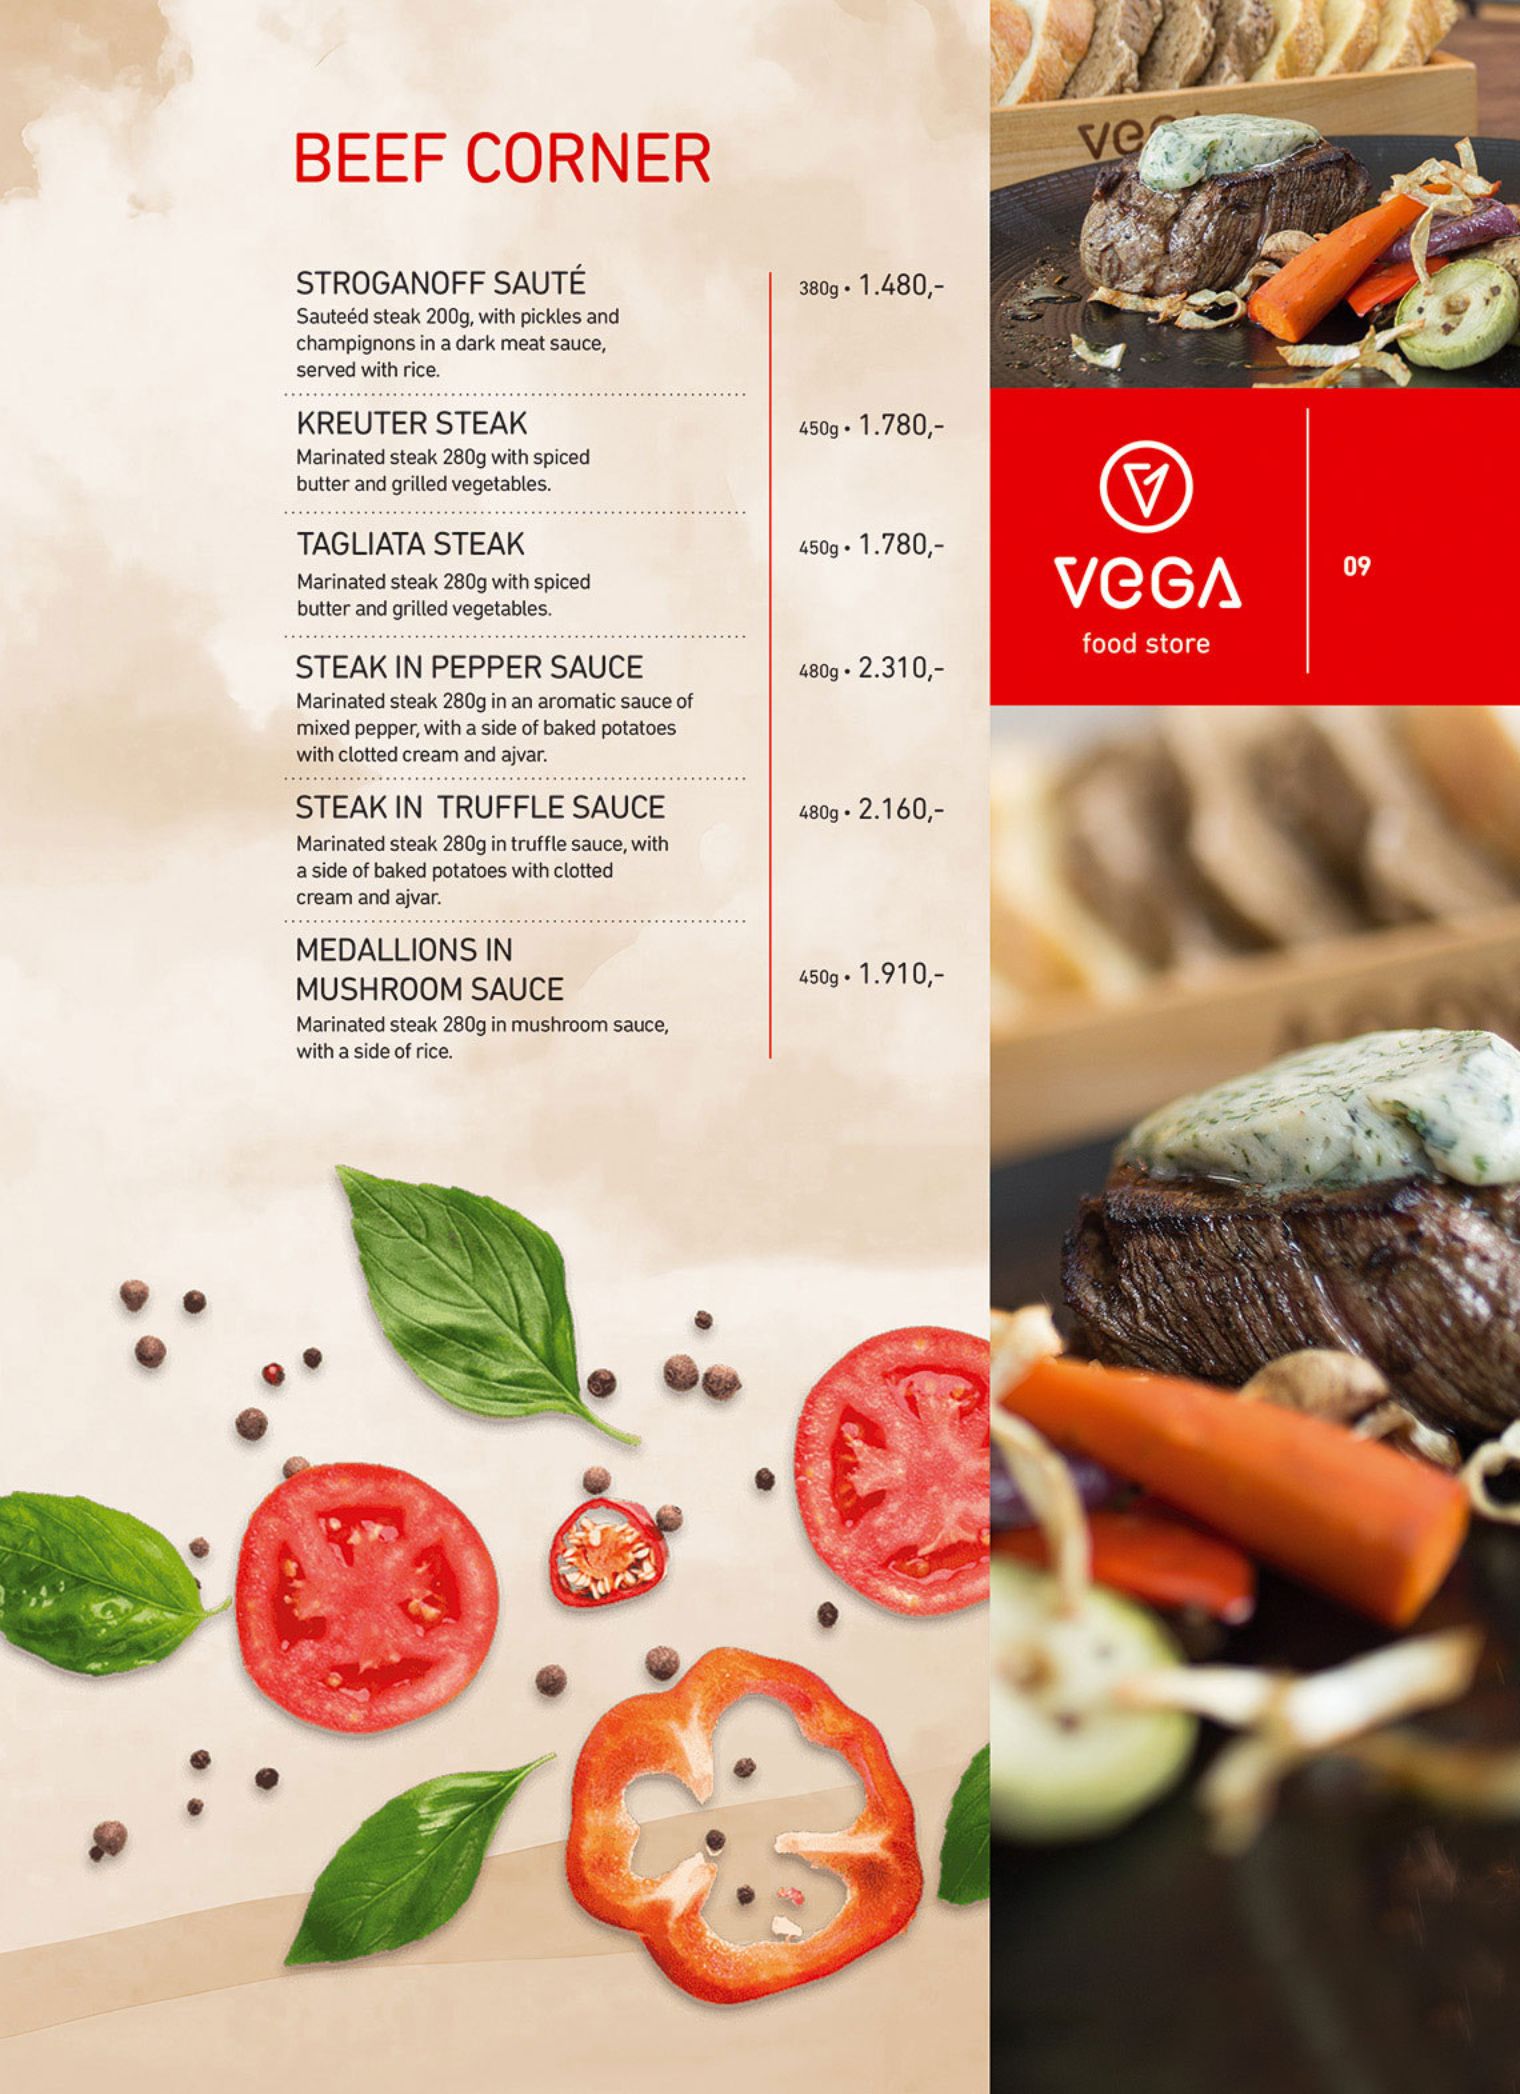 BEEF CORNER
STROGANOFF SAUTÉ
380g • 1.480,-
Sauteéd steak 200g, with pickles and
champignons in a dark meat sauce,
served with rice.
KREUTER STEAK
450g • 1.780,-
Marinated steak 280g with spiced
butter and grilled vegetables.
TAGLIATA STEAK
450g • 1.780,-
Marinated steak 280g with spiced
butter and grilled vegetables.
STEAK IN PEPPER SAUCE
480g • 2.310,-
Marinated steak 280g in an aromatic sauce of
mixed pepper, with a side of baked potatoes
with clotted cream and ajvar.
STEAK IN TRUFFLE SAUCE
480g • 2.160,-
Marinated steak 280g in truffle sauce, with
a side of baked potatoes with clotted
cream and ajvar.
MEDALLIONS IN
MUSHROOM SAUCE
450g • 1.910,-
Marinated steak 280g in mushroom sauce,
with a side of rice.
VeGA
food store
09